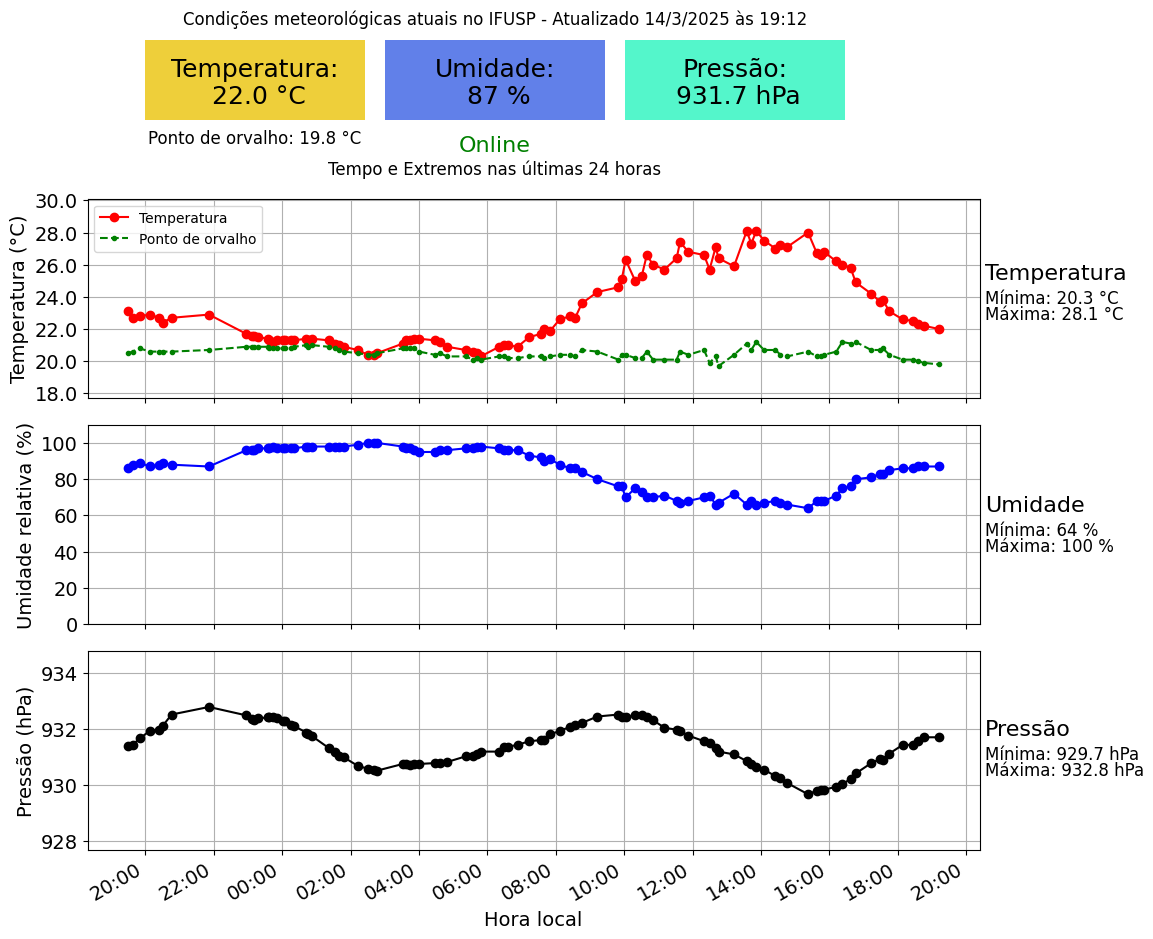 Condições meteorológicas atuais no IFUSP - Atualizado 14/3/2025 às 19:12
Temperatura:
22.0 °C
Umidade:
87 %
Pressão:
931.7 hPa
Ponto de orvalho: 19.8 °C
Online
Tempo e Extremos nas últimas 24 horas
Temperatura (°C)
30.0
28.0
26.0
24.0
22.0
20.0
18.0
Temperatura
Ponto de orvalho
Temperatura
Mínima: 20.3 °C
Máxima: 28.1 °C
Umidade relativa (%)
100
80
60
40
20
0
Umidade
Mínima: 64 %
Máxima: 100 %
Pressão (hPa)
934
932
930
928
Pressão
Mínima: 929.7 hPa
Máxima: 932.8 hPa
20:00 22:00 00:00 02:00 04:00 06:00 08:00 10:00 12:00 14:00 16:00 18:00 20:00
Hora local